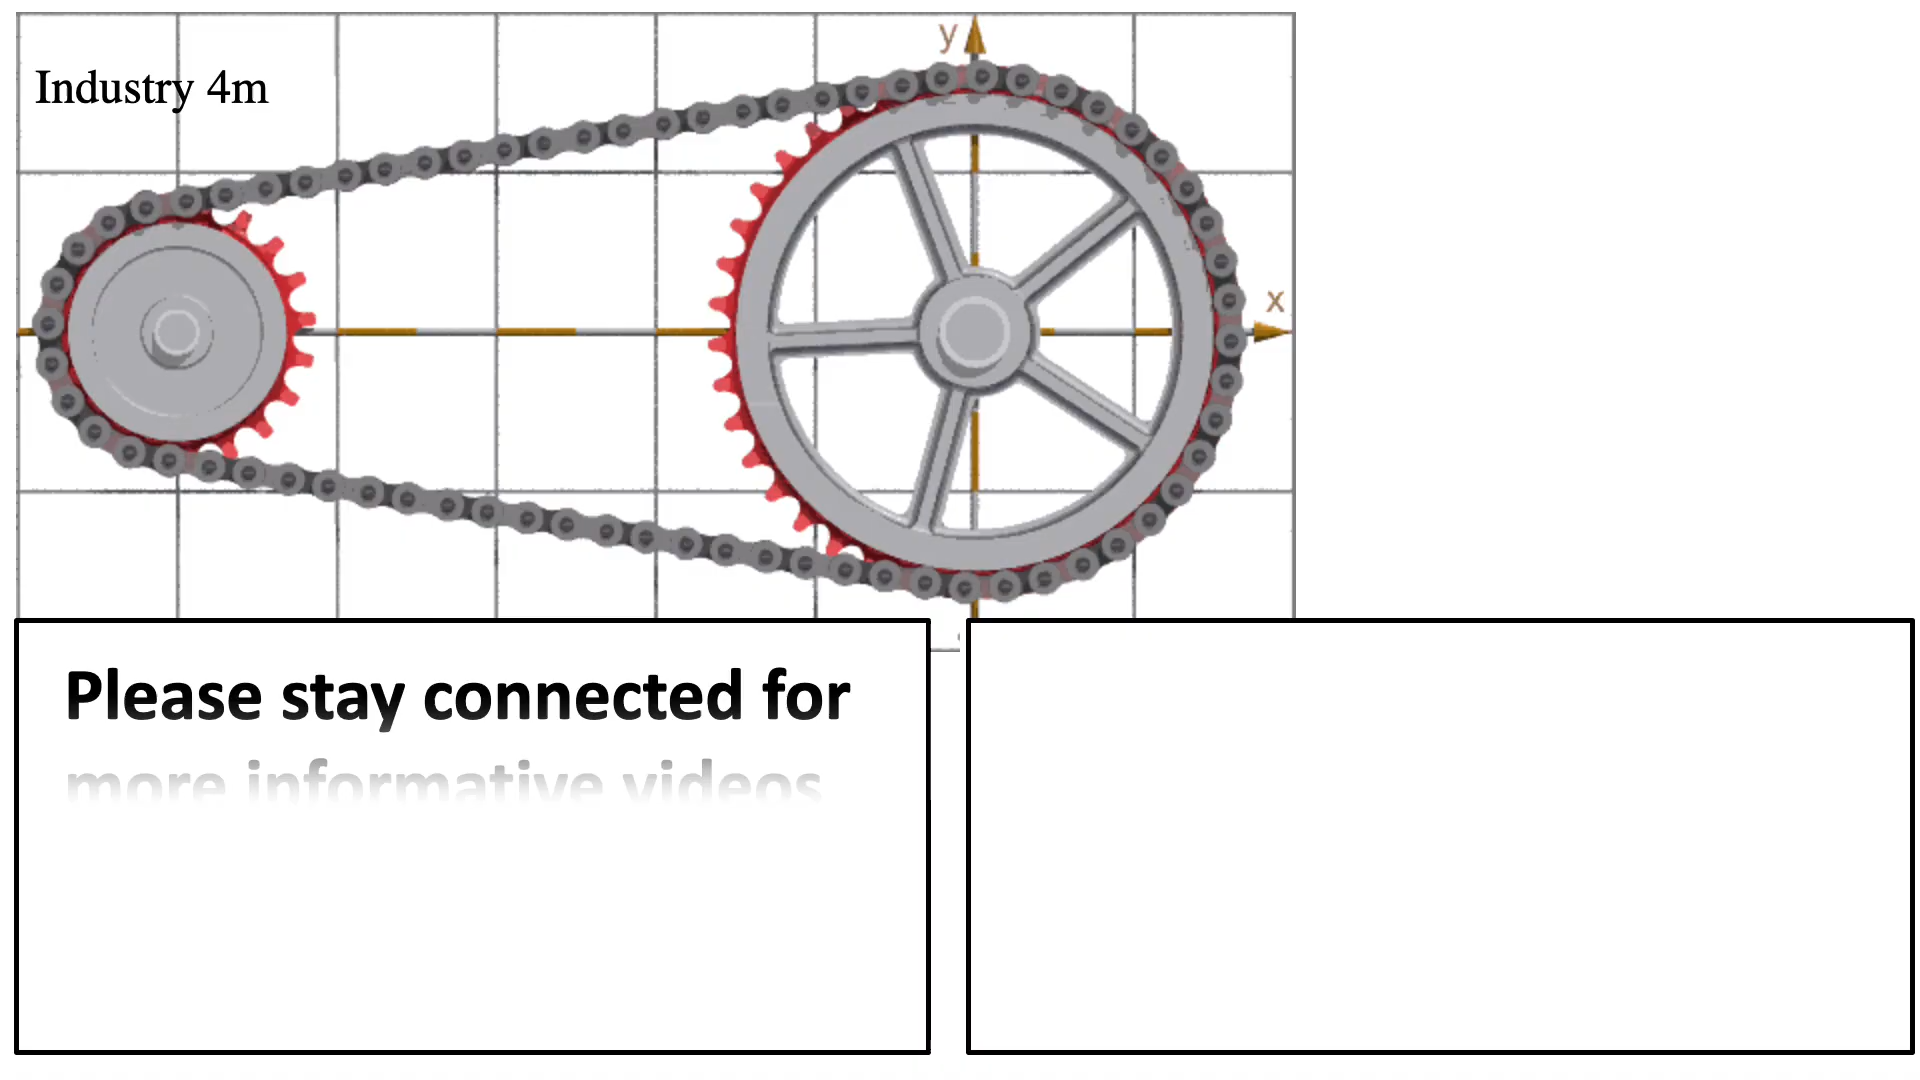 y
Industry 4m
x
Please stay connected for
more informative videos